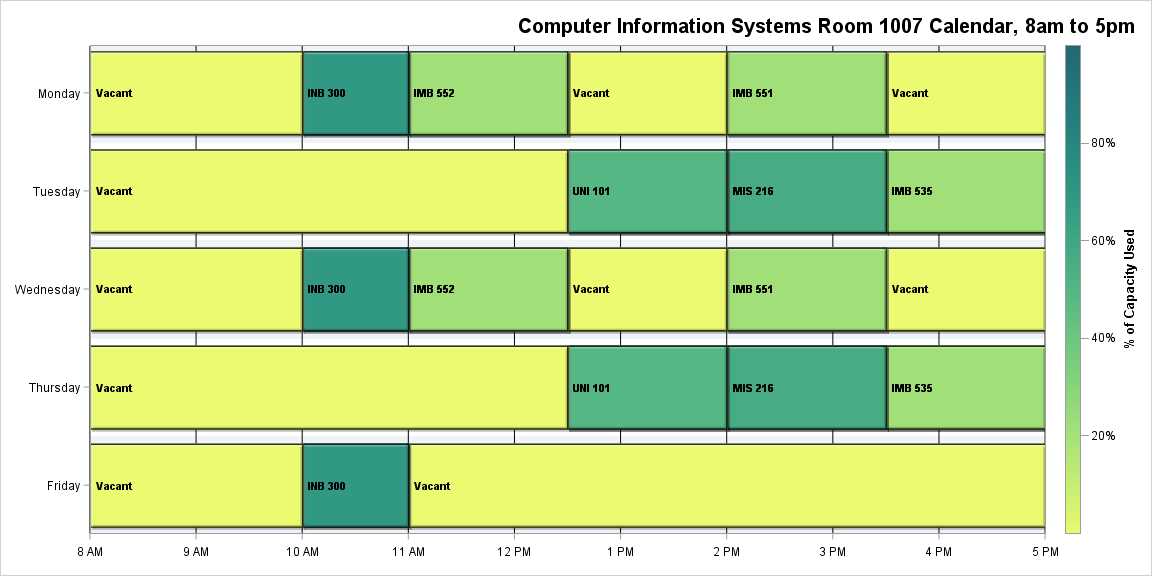 Computer Information Systems Room 1007 Calendar, 8am to 5pm
Monday Vacant INB 300 IMB 552 Vacant IMB 551 Vacant
Tuesday Vacant UNI 101 MIS 216 IMB 535
Wednesday Vacant INB 300 IMB 552 Vacant IMB 551 Vacant
Thursday Vacant UNI 101 MIS 216 IMB 535
Friday Vacant INB 300 Vacant
8 AM 9 AM 10 AM 11 AM 12 PM 1 PM 2 PM 3 PM 4 PM 5 PM
80%
60%
40%
20%
% of Capacity Used